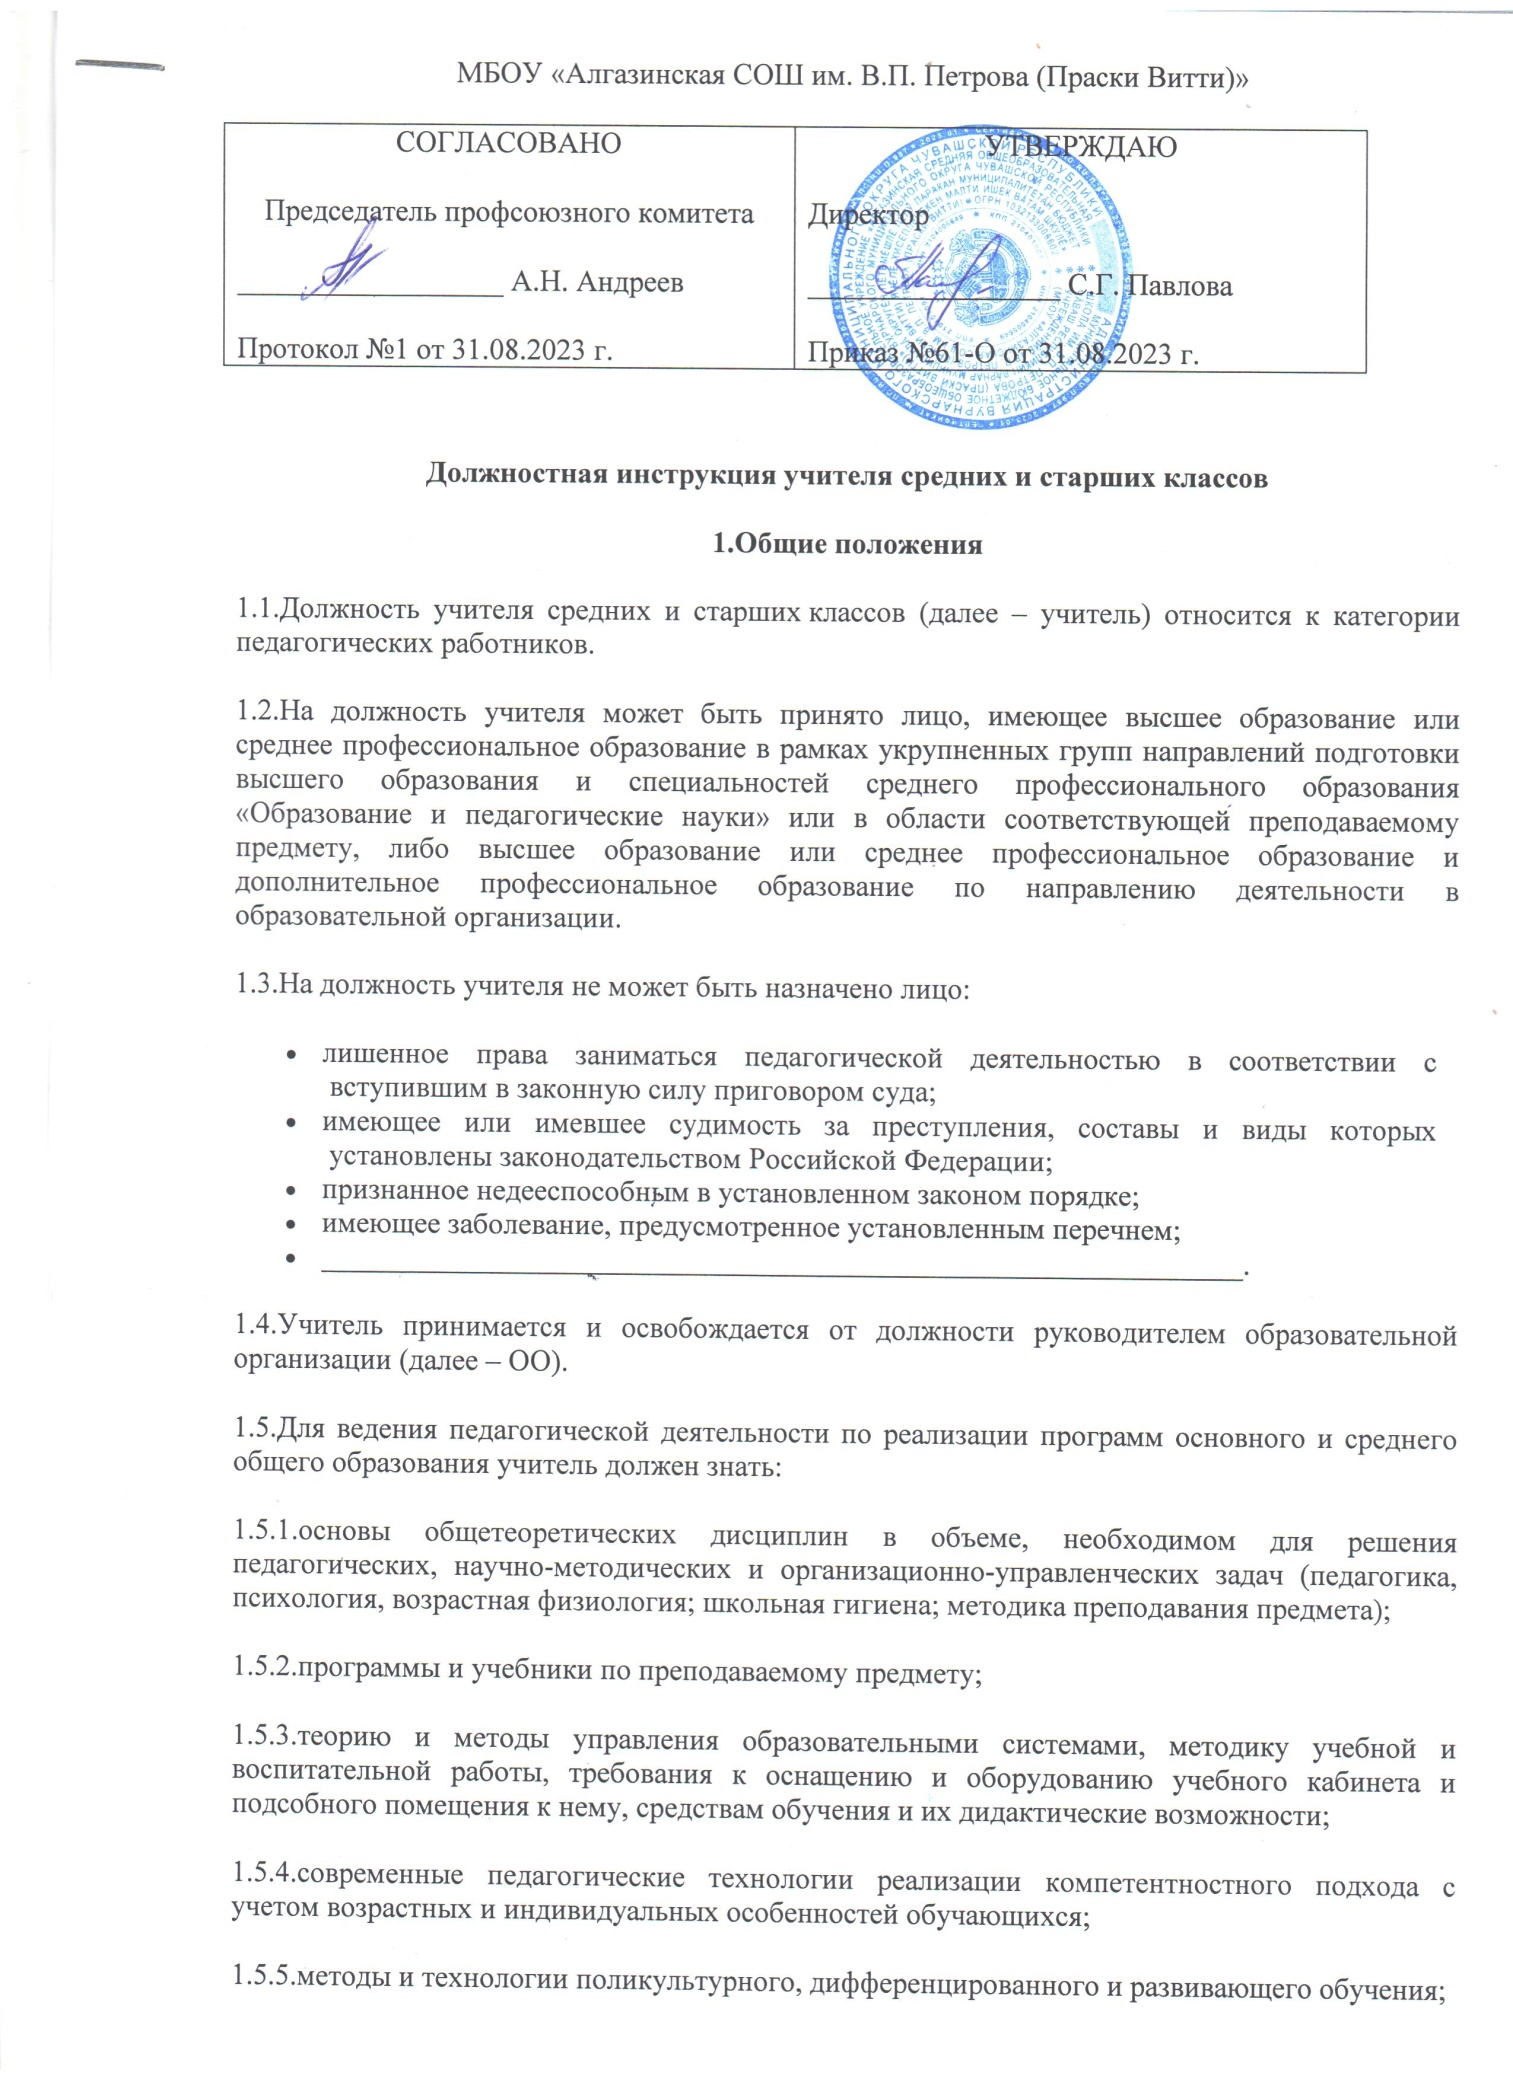 МБОУ «Алгазинская СОШ им. В.П. Петрова (Праски Витти)»
СОГЛАСОВАНО
Председатель профсоюзного комитета
___________________ А.Н. Андреев
Протокол №1 от 31.08.2023 г.
УТВЕРЖДАЮ
Директор
__________________ С.Г. Павлова
Приказ №61-О от 31.08.2023 г.
Должностная инструкция учителя средних и старших классов
1.Общие положения
1.1.Должность учителя средних и старших классов (далее – учитель) относится к категории
педагогических работников.
1.2.На должность учителя может быть принято лицо, имеющее высшее образование или
среднее профессиональное образование в рамках укрупненных групп направлений подготовки
высшего образования и специальностей среднего профессионального образования
«Образование и педагогические науки» или в области соответствующей преподаваемому
предмету, либо высшее образование или среднее профессиональное образование и
дополнительное профессиональное образование по направлению деятельности в
образовательной организации.
1.3.На должность учителя не может быть назначено лицо:
• лишенное права заниматься педагогической деятельностью в соответствии с
вступившим в законную силу приговором суда;
• имеющее или имевшее судимость за преступления, составы и виды которых
установлены законодательством Российской Федерации;
• признанное недееспособным в установленном законом порядке;
• имеющее заболевание, предусмотренное установленным перечнем;
• __________________________________________________________________.
1.4.Учитель принимается и освобождается от должности руководителем образовательной
организации (далее – ОО).
1.5.Для ведения педагогической деятельности по реализации программ основного и среднего
общего образования учитель должен знать:
1.5.1.основы общетеоретических дисциплин в объеме, необходимом для решения
педагогических, научно-методических и организационно-управленческих задач (педагогика,
психология, возрастная физиология; школьная гигиена; методика преподавания предмета);
1.5.2.программы и учебники по преподаваемому предмету;
1.5.3.теорию и методы управления образовательными системами, методику учебной и
воспитательной работы, требования к оснащению и оборудованию учебного кабинета и
подсобного помещения к нему, средствам обучения и их дидактические возможности;
1.5.4.современные педагогические технологии реализации компетентностного подхода с
учетом возрастных и индивидуальных особенностей обучающихся;
1.5.5.методы и технологии поликультурного, дифференцированного и развивающего обучения;